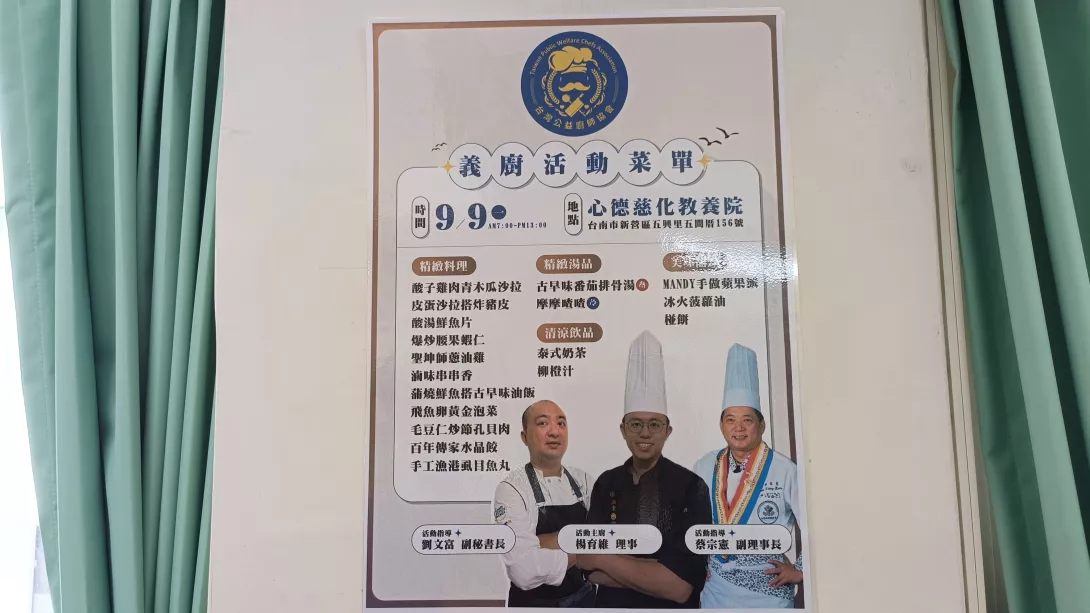 Taiwan Public Welfare Chefs Association
台灣公益廚師協會
義廚活動菜單
時間 9/9 一 AM7:00-PM13:00
地點 心德慈化教養院
台南市新營區五興里五間厝156號
精緻料理
酸子雞肉青木瓜沙拉
皮蛋沙拉搭炸豬皮
酸湯鮮魚片
爆炒腰果蝦仁
聖坤師蔥油雞
滷味串串香
蒲燒鮮魚搭古早味油飯
飛魚卵黃金泡菜
毛豆仁炒節孔貝肉
百年傳家水晶餃
手工漁港虱目魚丸
精緻湯品
古早味番茄排骨湯 熱
摩摩喳喳 冷
清涼飲品
泰式奶茶
柳橙汁
MANDY手做蘋果派
冰火菠蘿油
椪餅
活動指導
劉文富 副秘書長
活動主廚
楊育維 理事
活動指導
蔡宗憲 副理事長